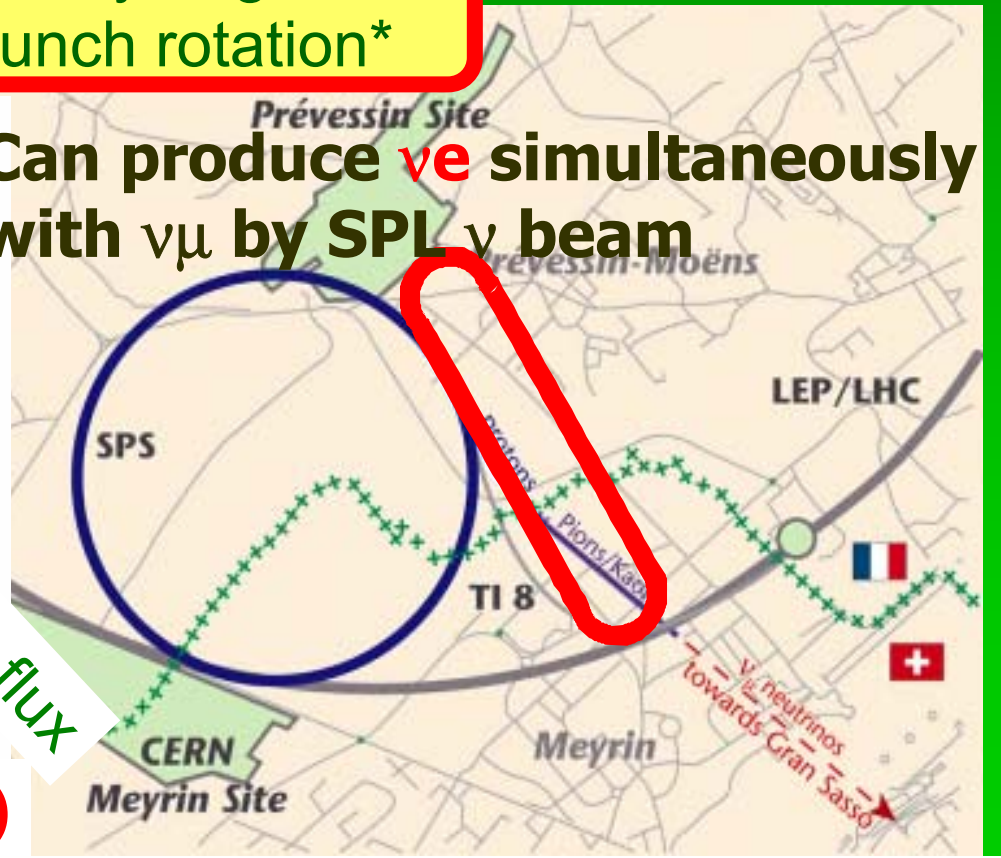 unch rotation*
Prévessin Site
Can produce νe simultaneously
with νμ by SPL ν beam
Prévessin-Moëns
LEP/LHC
SPS
protons
Pions/Kaon
TI 8
flux
neutrinos
towards Gran Sasso
CERN
Meyrin
Meyrin Site